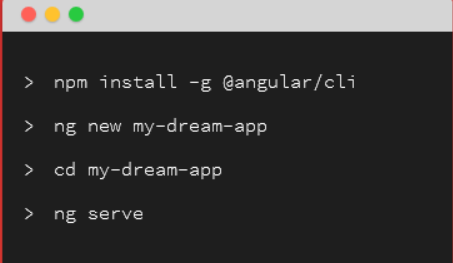 > npm install -g @angular/cli
> ng new my-dream-app
> cd my-dream-app
> ng serve